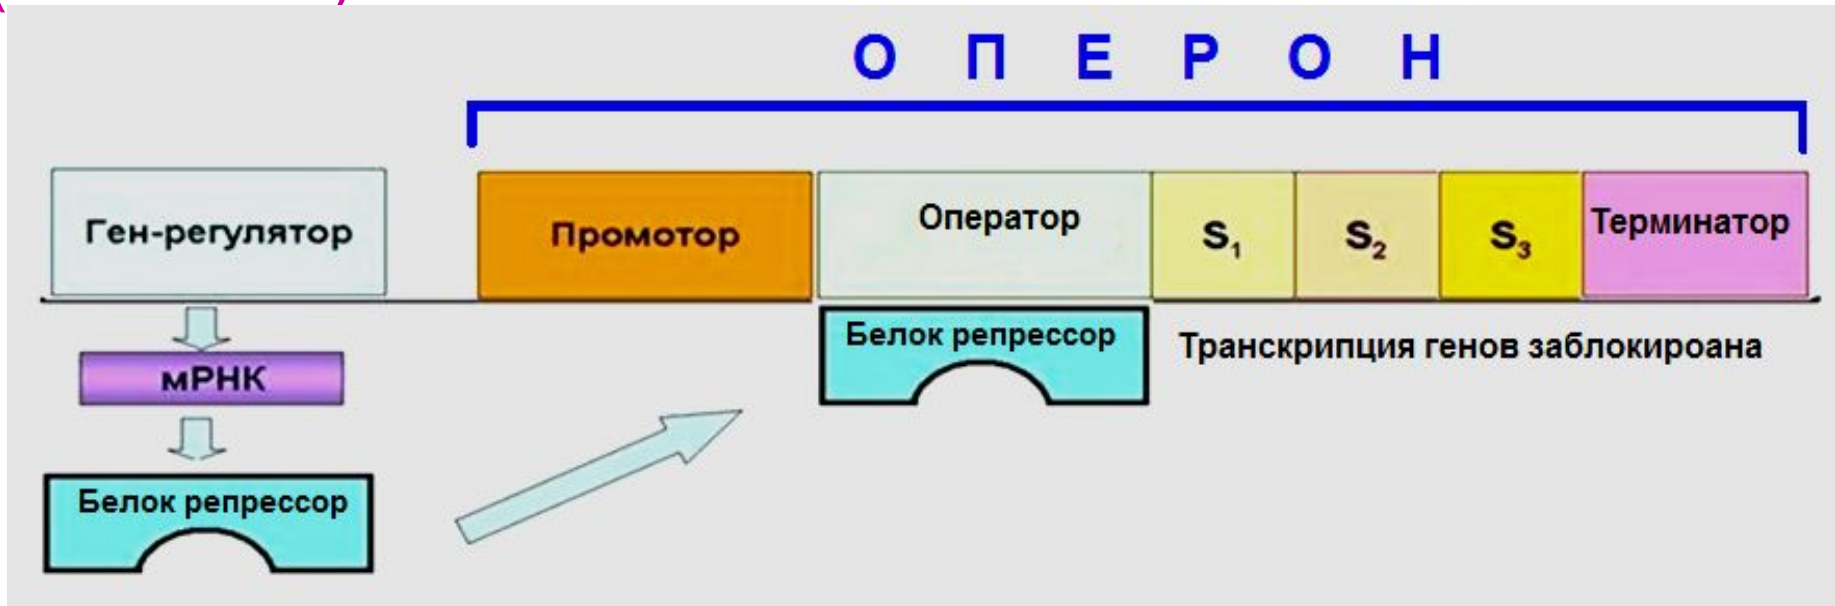 О П Е Р О Н
Ген-регулятор
Промотор
Оператор
S₁
S₂
S₃
Терминатор
мРНК
Белок репрессор
Белок репрессор
Транскрипция генов заблокироана